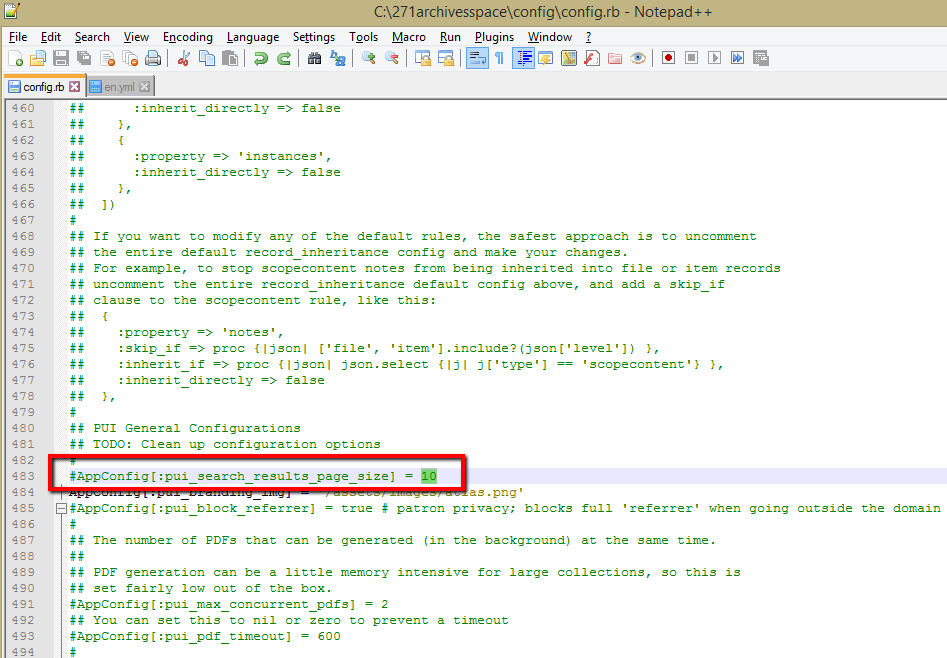 C:\271archivesspace\config\config.rb - Notepad++
File Edit Search View Encoding Language Settings Tools Macro Run Plugins Window ?
config.rb en.yml
460 ## :inherit_directly => false
461 ## },
462 ## {
463 ## :property => 'instances',
464 ## :inherit_directly => false
465 ## },
466 ## ])
467 #
468 ## If you want to modify any of the default rules, the safest approach is to uncomment
469 ## the entire default record_inheritance config and make your changes.
470 ## For example, to stop scopecontent notes from being inherited into file or item records
471 ## uncomment the entire record_inheritance default config above, and add a skip_if
472 ## clause to the scopecontent rule, like this:
473 ## {
474 ## :property => 'notes',
475 ## :skip_if => proc {|json| ['file', 'item'].include?(json['level']) },
476 ## :inherit_if => proc {|json| json.select {|j| j['type'] == 'scopecontent'} },
477 ## :inherit_directly => false
478 ## },
479 #
480 ## PUI General Configurations
481 ## TODO: Clean up configuration options
482 #
483 #AppConfig[:pui_search_results_page_size] = 10
484 AppConfig[:pui_branding_img] = '/assets/images/atlas.png'
485 #AppConfig[:pui_block_referrer] = true # patron privacy; blocks full 'referrer' when going outside the domain
486 #
487 ## The number of PDFs that can be generated (in the background) at the same time.
488 ##
489 ## PDF generation can be a little memory intensive for large collections, so this is
490 ## set fairly low out of the box.
491 #AppConfig[:pui_max_concurrent_pdfs] = 2
492 ## You can set this to nil or zero to prevent a timeout
493 #AppConfig[:pui_pdf_timeout] = 600
494 #